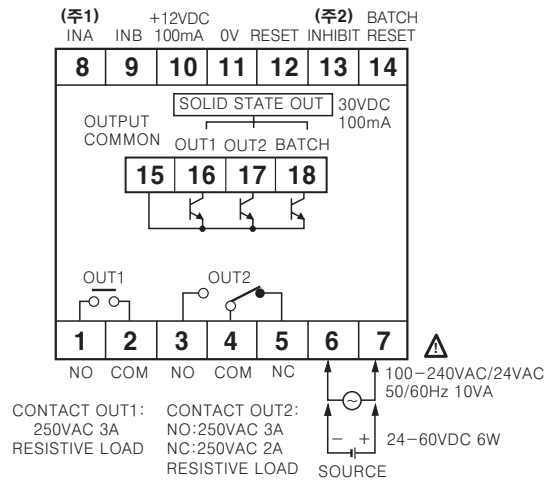 (주1) +12VDC (주2) BATCH
INA INB 100mA 0V RESET INHIBIT RESET
8 9 10 11 12 13 14
SOLID STATE OUT 30VDC
100mA
OUTPUT
COMMON
OUT1 OUT2 BATCH
15 16 17 18
OUT1 OUT2
1 2 3 4 5 6 7
NO COM NO COM NC
100-240VAC/24VAC
50/60Hz 10VA
CONTACT OUT1:
250VAC 3A
RESISTIVE LOAD
CONTACT OUT2:
NO:250VAC 3A
NC:250VAC 2A
RESISTIVE LOAD
- + 24-60VDC 6W
SOURCE